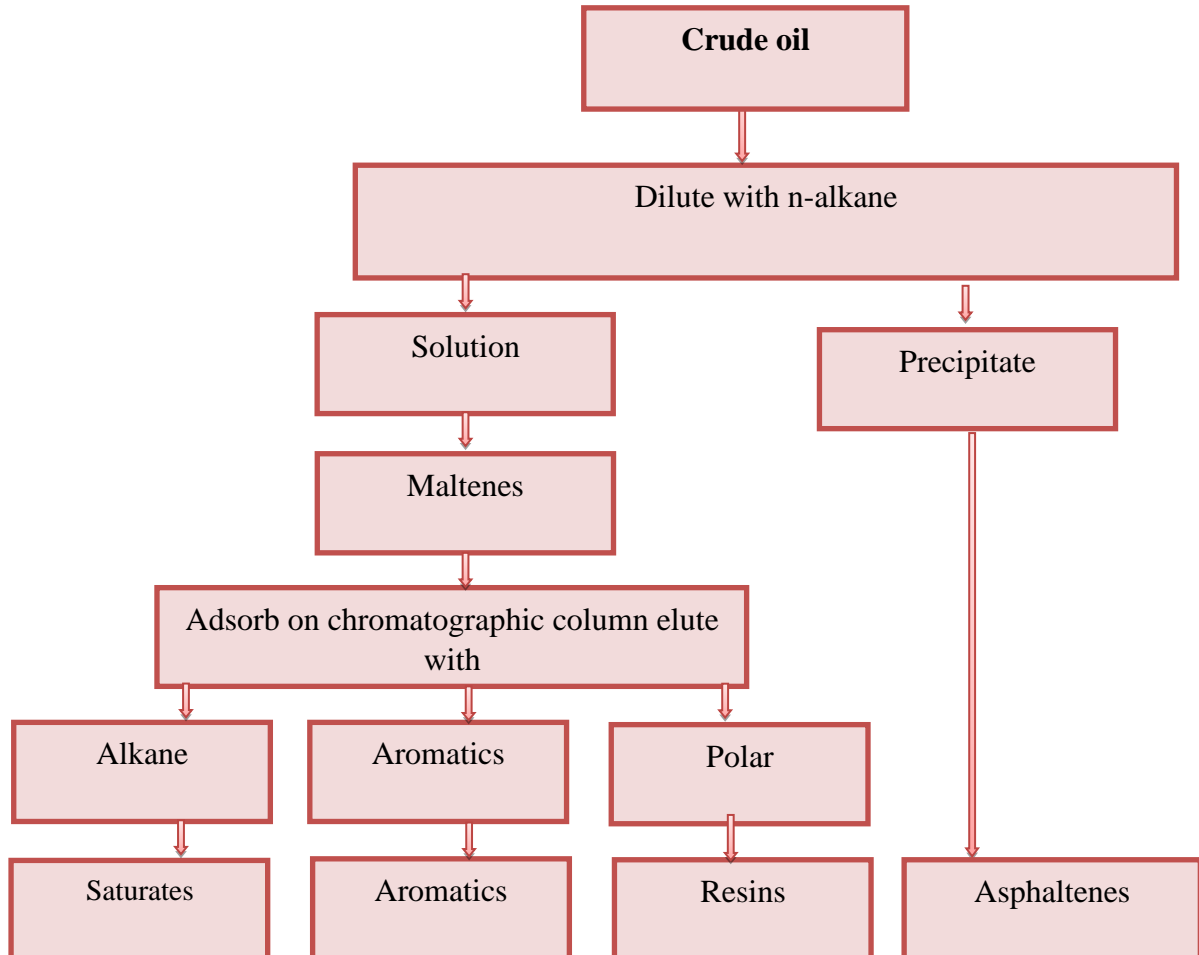 Crude oil
Dilute with n-alkane
Solution
Precipitate
Maltenes
Adsorb on chromatographic column elute
with
Alkane
Aromatics
Polar
Saturates
Aromatics
Resins
Asphaltenes